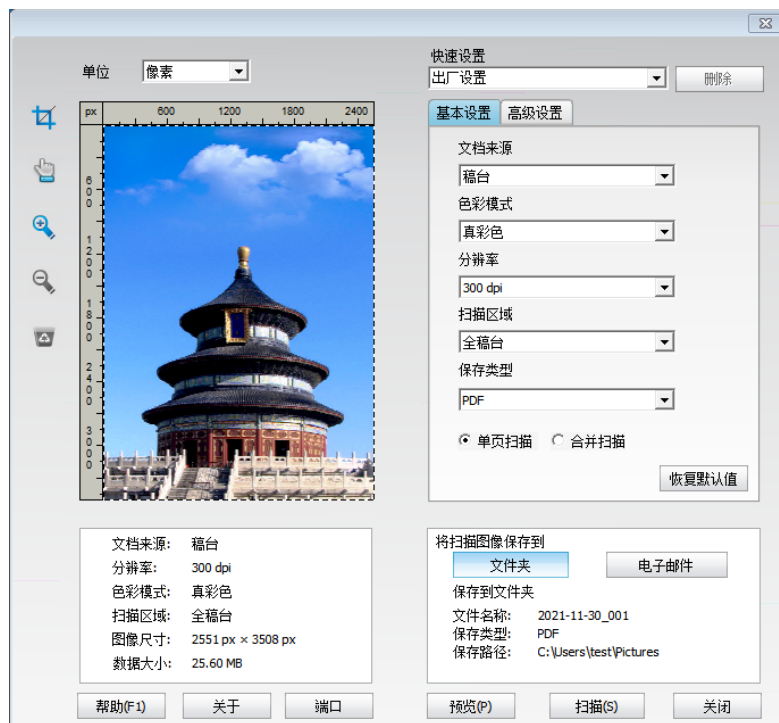 单位
像素
快速设置
出厂设置
删除
px 600 1200 1800 2400
600
1200
1800
2400
3000
基本设置 高级设置
文档来源
稿台
色彩模式
真彩色
分辨率
300 dpi
扫描区域
全稿台
保存类型
PDF
单页扫描 合并扫描
恢复默认值
文档来源: 稿台
分辨率: 300 dpi
色彩模式: 真彩色
扫描区域: 全稿台
图像尺寸: 2551 px × 3508 px
数据大小: 25.60 MB
将扫描图像保存到
文件夹 电子邮件
保存到文件夹
文件名称: 2021-11-30_001
保存类型: PDF
保存路径: C:\Users\test\Pictures
帮助(F1) 关于 端口 预览(P) 扫描(S) 关闭